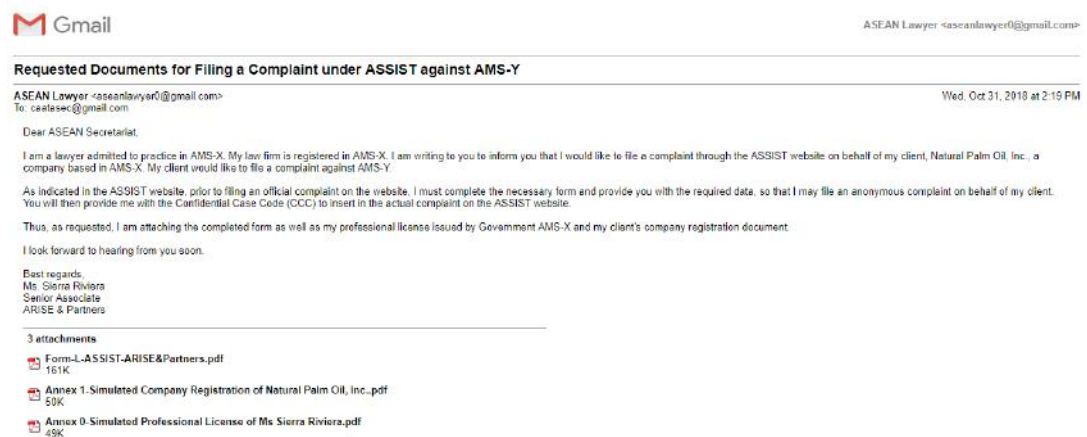 Gmail
ASEAN Lawyer <aseanlawyer0@gmail.com>
Requested Documents for Filing a Complaint under ASSIST against AMS-Y
ASEAN Lawyer <aseanlawyer0@gmail.com>
Wed, Oct 31, 2018 at 2:19 PM
To: caatasec@gmail.com
Dear ASEAN Secretariat,
I am a lawyer admitted to practice in AMS-X. My law firm is registered in AMS-X. I am writing to you to inform you that I would like to file a complaint through the ASSIST website on behalf of my client, Natural Palm Oil, Inc., a
company based in AMS-X. My client would like to file a complaint against AMS-Y.
As indicated in the ASSIST website, prior to filing an official complaint on the website, I must complete the necessary form and provide you with the required data, so that I may file an anonymous complaint on behalf of my client.
You will then provide me with the Confidential Case Code (CCC) to insert in the actual complaint on the ASSIST website.
Thus, as requested, I am attaching the completed form as well as my professional license issued by Government AMS-X and my client's company registration document.
I look forward to hearing from you soon.
Best regards,
Ms. Sierra Riviera
Senior Associate
ARISE & Partners
3 attachments
Form-L-ASSIST-ARISE&Partners.pdf
161K
Annex 1-Simulated Company Registration of Natural Palm Oil, Inc..pdf
50K
Annex 0-Simulated Professional License of Ms Sierra Riviera.pdf
49K